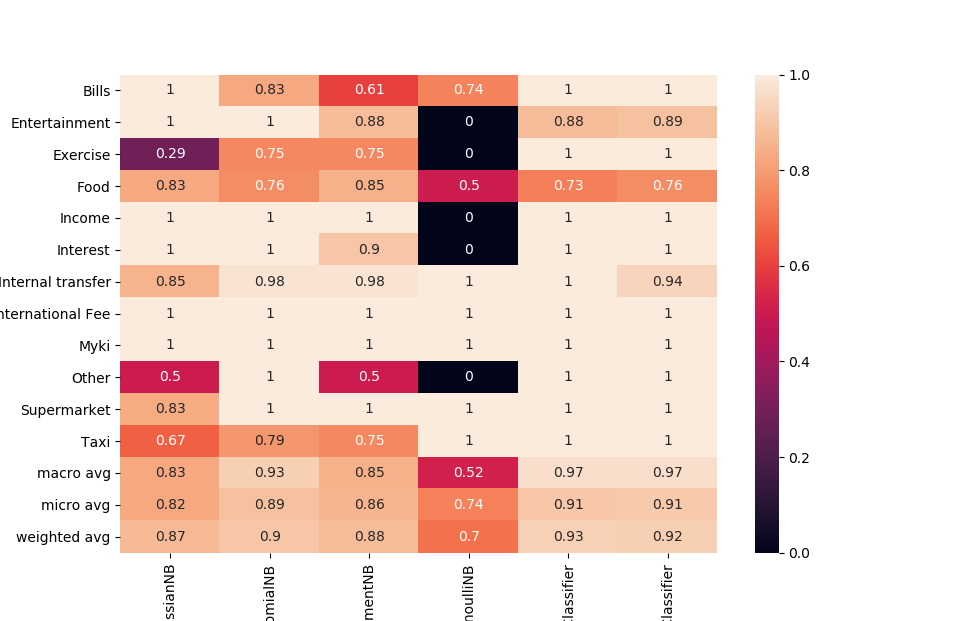 Bills 1 0.83 0.61 0.74 1 1
Entertainment 1 1 0.88 0 0.88 0.89
Exercise 0.29 0.75 0.75 0 1 1
Food 0.83 0.76 0.85 0.5 0.73 0.76
Income 1 1 1 0 1 1
Interest 1 1 0.9 0 1 1
nternal transfer 0.85 0.98 0.98 1 1 0.94
nternational Fee 1 1 1 1 1 1
Myki 1 1 1 1 1 1
Other 0.5 1 0.5 0 1 1
Supermarket 0.83 1 1 1 1 1
Taxi 0.67 0.79 0.75 1 1 1
macro avg 0.83 0.93 0.85 0.52 0.97 0.97
micro avg 0.82 0.89 0.86 0.74 0.91 0.91
weighted avg 0.87 0.9 0.88 0.7 0.93 0.92
ssianNB
omialNB
mentNB
noulliNB
lassifier
lassifier
1.0
0.8
0.6
0.4
0.2
0.0